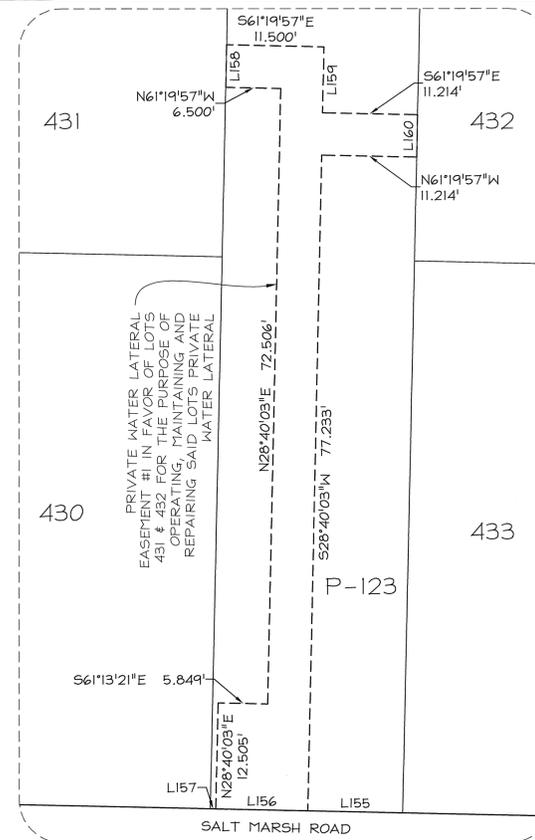 S61°19'57"E
11.500'
L158
L159
N61°19'57"W
6.500'
S61°19'57"E
11.214'
431
432
L160
N61°19'57"W
11.214'
PRIVATE WATER LATERAL
EASEMENT #1 IN FAVOR OF LOTS
431 & 432 FOR THE PURPOSE OF
OPERATING, MAINTAINING AND
REPAIRING SAID LOTS PRIVATE
WATER LATERAL
N28°40'03"E 72.506'
S28°40'03"W 77.233'
430
433
P-123
S61°13'21"E 5.849'
N28°40'03"E
12.505'
L157
L156
L155
SALT MARSH ROAD